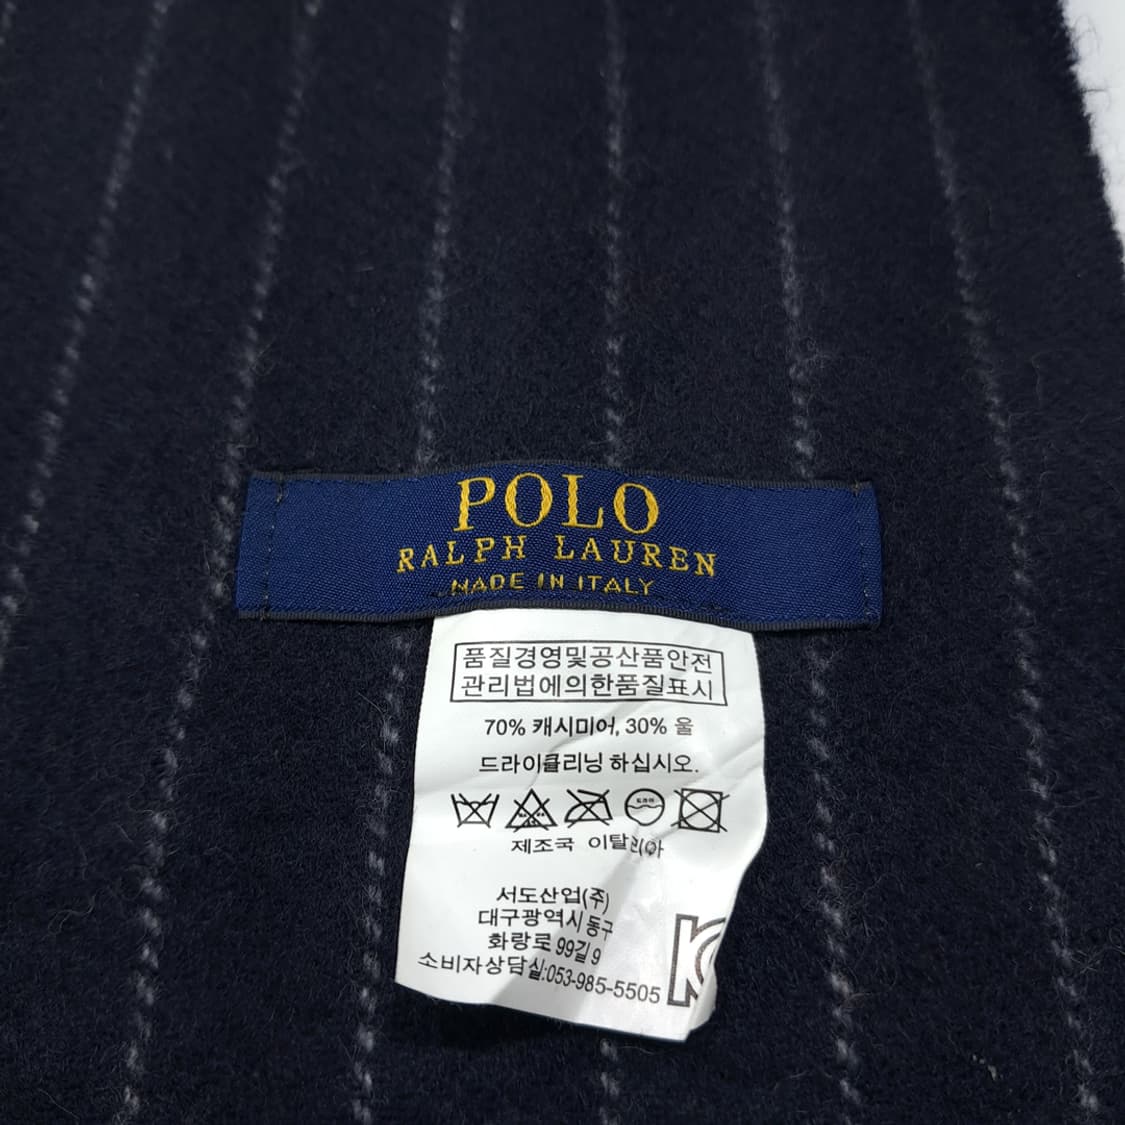 POLO
RALPH LAUREN
MADE IN ITALY
품질경영및공산품안전
관리법에의한품질표시
70% 캐시미어, 30% 울
드라이클리닝 하십시오.
드라이
제조국 이탈리아
서도산업(주)
대구광역시 동구
화랑로 99길 9
소비자상담실:053-985-5505